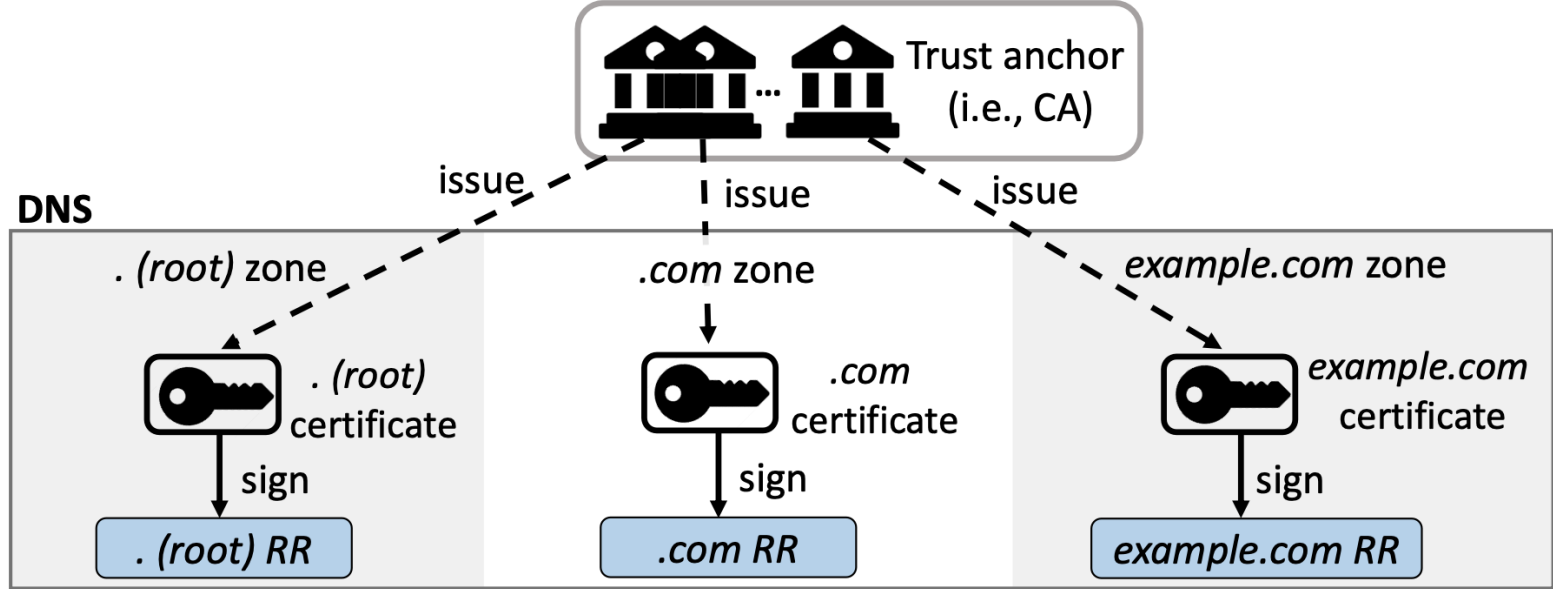 Trust anchor
(i.e., CA)
...
issue
issue
issue
DNS
. (root) zone
.com zone
example.com zone
. (root)
certificate
.com
certificate
example.com
certificate
sign
sign
sign
. (root) RR
.com RR
example.com RR